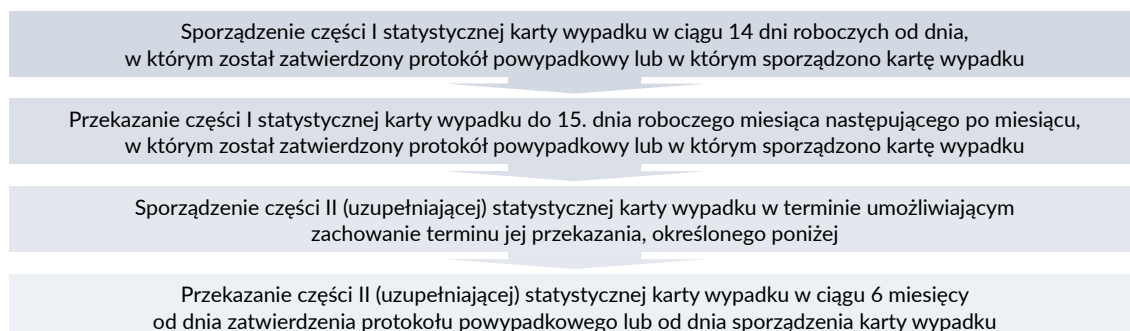 Sporządzenie części I statystycznej karty wypadku w ciągu 14 dni roboczych od dnia,
w którym został zatwierdzony protokół powypadkowy lub w którym sporządzono kartę wypadku
Przekazanie części I statystycznej karty wypadku do 15. dnia roboczego miesiąca następującego po miesiącu,
w którym został zatwierdzony protokół powypadkowy lub w którym sporządzono kartę wypadku
Sporządzenie części II (uzupełniającej) statystycznej karty wypadku w terminie umożliwiającym
zachowanie terminu jej przekazania, określonego poniżej
Przekazanie części II (uzupełniającej) statystycznej karty wypadku w ciągu 6 miesięcy
od dnia zatwierdzenia protokołu powypadkowego lub od dnia sporządzenia karty wypadku